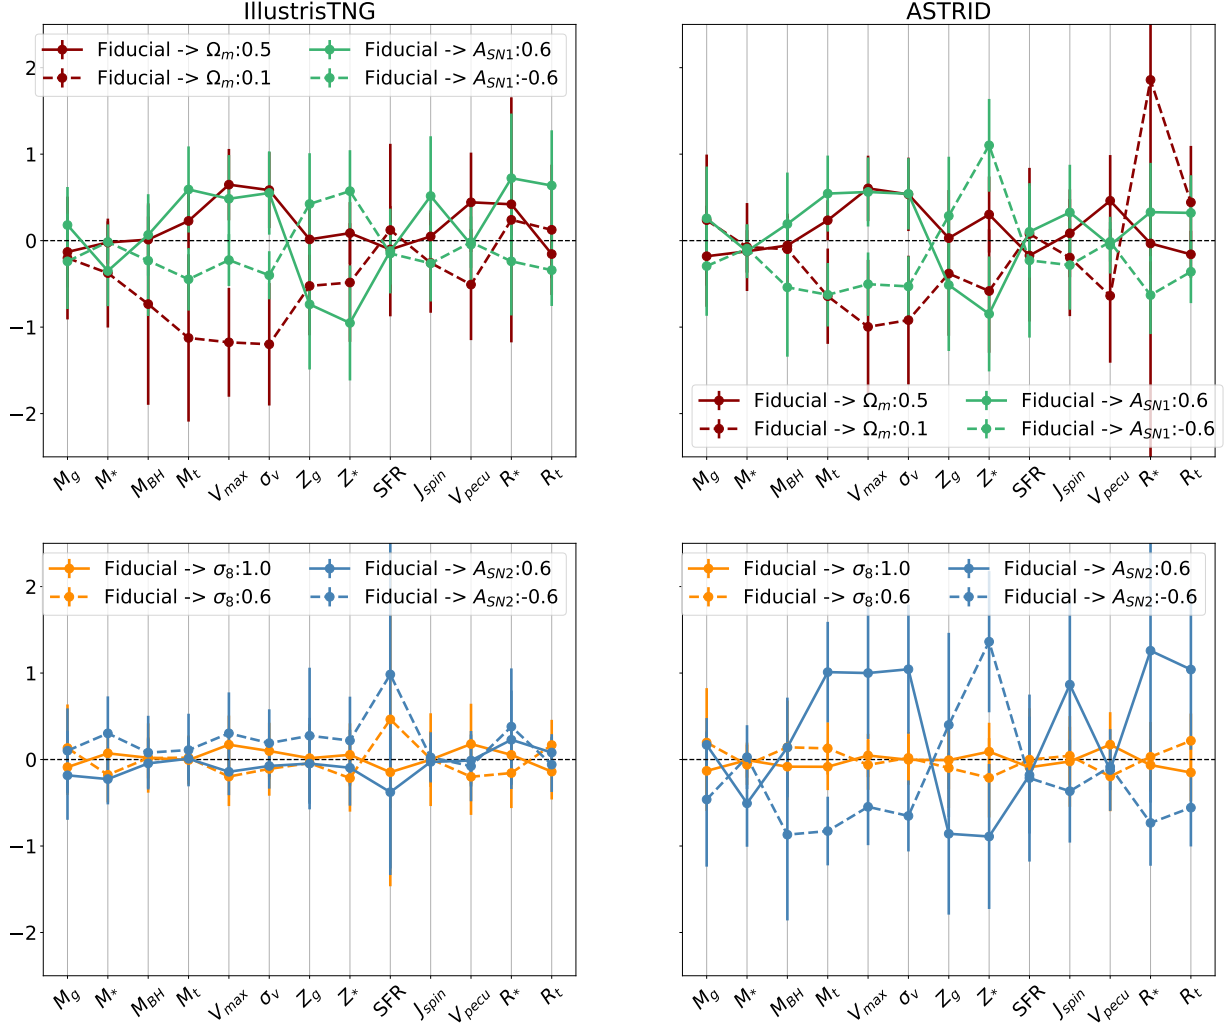 IllustrisTNG
ASTRID
Fiducial -> Ωm:0.5
Fiducial -> Ωm:0.1
Fiducial -> ASN1:0.6
Fiducial -> ASN1:-0.6
2
1
0
−1
−2
Mg M* MBH Mt Vmax σv Zg Z* SFR Jspin Vpecu R* Rt
Fiducial -> Ωm:0.5
Fiducial -> Ωm:0.1
Fiducial -> ASN1:0.6
Fiducial -> ASN1:-0.6
Mg M* MBH Mt Vmax σv Zg Z* SFR Jspin Vpecu R* Rt
Fiducial -> σ8:1.0
Fiducial -> σ8:0.6
Fiducial -> ASN2:0.6
Fiducial -> ASN2:-0.6
2
1
0
−1
−2
Mg M* MBH Mt Vmax σv Zg Z* SFR Jspin Vpecu R* Rt
Fiducial -> σ8:1.0
Fiducial -> σ8:0.6
Fiducial -> ASN2:0.6
Fiducial -> ASN2:-0.6
Mg M* MBH Mt Vmax σv Zg Z* SFR Jspin Vpecu R* Rt